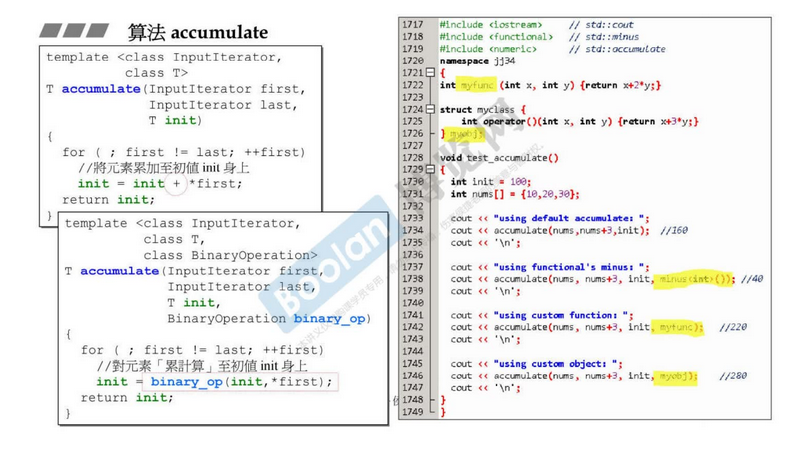 算法 accumulate
template <class InputIterator,
class T>
T accumulate(InputIterator first,
InputIterator last,
T init)
{
for ( ; first != last; ++first)
//將元素累加至初值 init 身上
init = init + *first;
return init;
}
template <class InputIterator,
class T,
class BinaryOperation>
T accumulate(InputIterator first,
InputIterator last,
T init,
BinaryOperation binary_op)
{
for ( ; first != last; ++first)
//對元素「累計算」至初值 init 身上
init = binary_op(init,*first);
return init;
}
1717 #include <iostream> // std::cout
1718 #include <functional> // std::minus
1719 #include <numeric> // std::accumulate
1720 namespace jj34
1721 {
1722 int myfunc (int x, int y) {return x+2*y;}
1723
1724 struct myclass {
1725 int operator()(int x, int y) {return x+3*y;}
1726 } myobj;
1727
1728 void test_accumulate()
1729 {
1730 int init = 100;
1731 int nums[] = {10,20,30};
1732
1733 cout << "using default accumulate: ";
1734 cout << accumulate(nums,nums+3,init); //160
1735 cout << '\n';
1736
1737 cout << "using functional's minus: ";
1738 cout << accumulate(nums, nums+3, init, minus<int>()); //40
1739 cout << '\n';
1740
1741 cout << "using custom function: ";
1742 cout << accumulate(nums, nums+3, init, myfunc); //220
1743 cout << '\n';
1744
1745 cout << "using custom object: ";
1746 cout << accumulate(nums, nums+3, init, myobj); //280
1747 cout << '\n';
1748 }
1749 }
Boolan
博览网